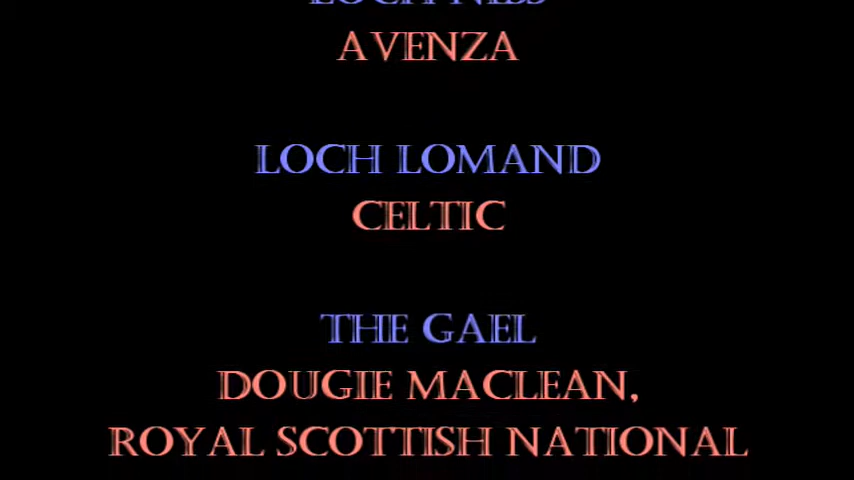 AVENZA
LOCH LOMAND
CELTIC
THE GAEL
DOUGIE MACLEAN,
ROYAL SCOTTISH NATIONAL